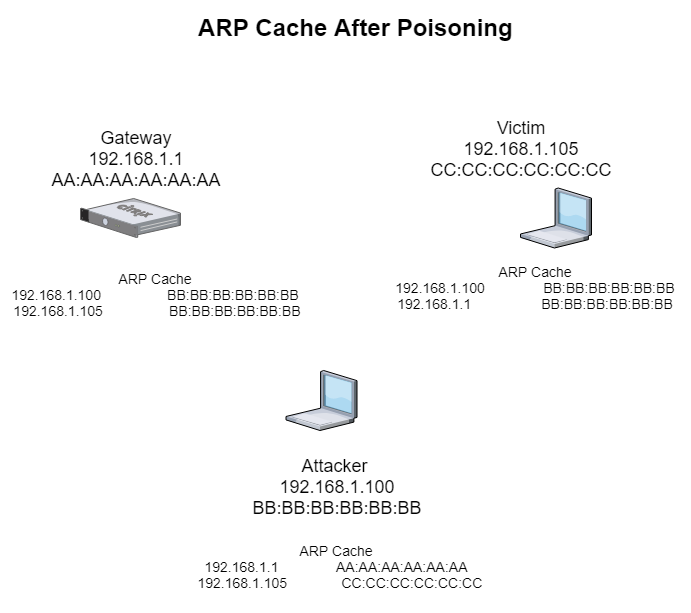 ARP Cache After Poisoning
Gateway
192.168.1.1
AA:AA:AA:AA:AA:AA
citrix
ARP Cache
192.168.1.100 BB:BB:BB:BB:BB:BB
192.168.1.105 BB:BB:BB:BB:BB:BB
Victim
192.168.1.105
CC:CC:CC:CC:CC:CC
ARP Cache
192.168.1.100 BB:BB:BB:BB:BB:BB
192.168.1.1 BB:BB:BB:BB:BB:BB
Attacker
192.168.1.100
BB:BB:BB:BB:BB:BB
ARP Cache
192.168.1.1 AA:AA:AA:AA:AA:AA
192.168.1.105 CC:CC:CC:CC:CC:CC